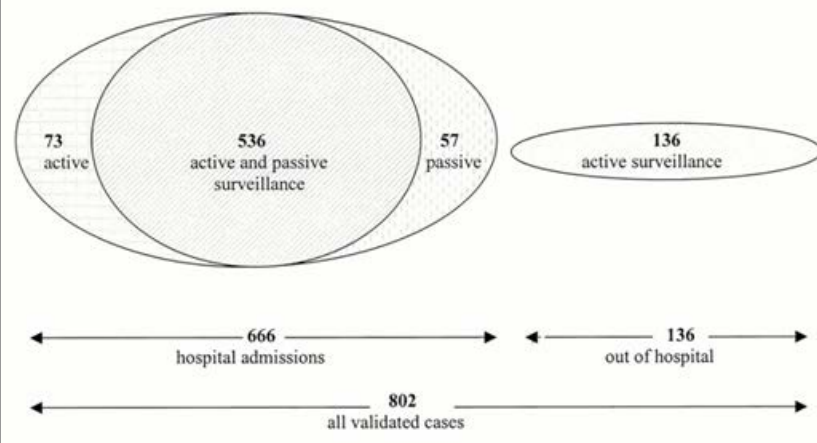 73
active
536
active and passive
surveillance
57
passive
136
active surveillance
666
hospital admissions
136
out of hospital
802
all validated cases